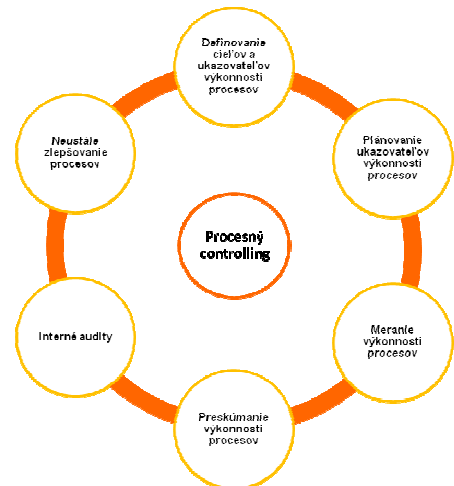 Definovanie
cieľov a
ukazovateľov
výkonnosti
procesov
Plánovanie
ukazovateľov
výkonnosti
procesov
Meranie
výkonnosti
procesov
Preskúmanie
výkonnosti
procesov
Interné audity
Neustále
zlepšovanie
procesov
Procesný
controlling